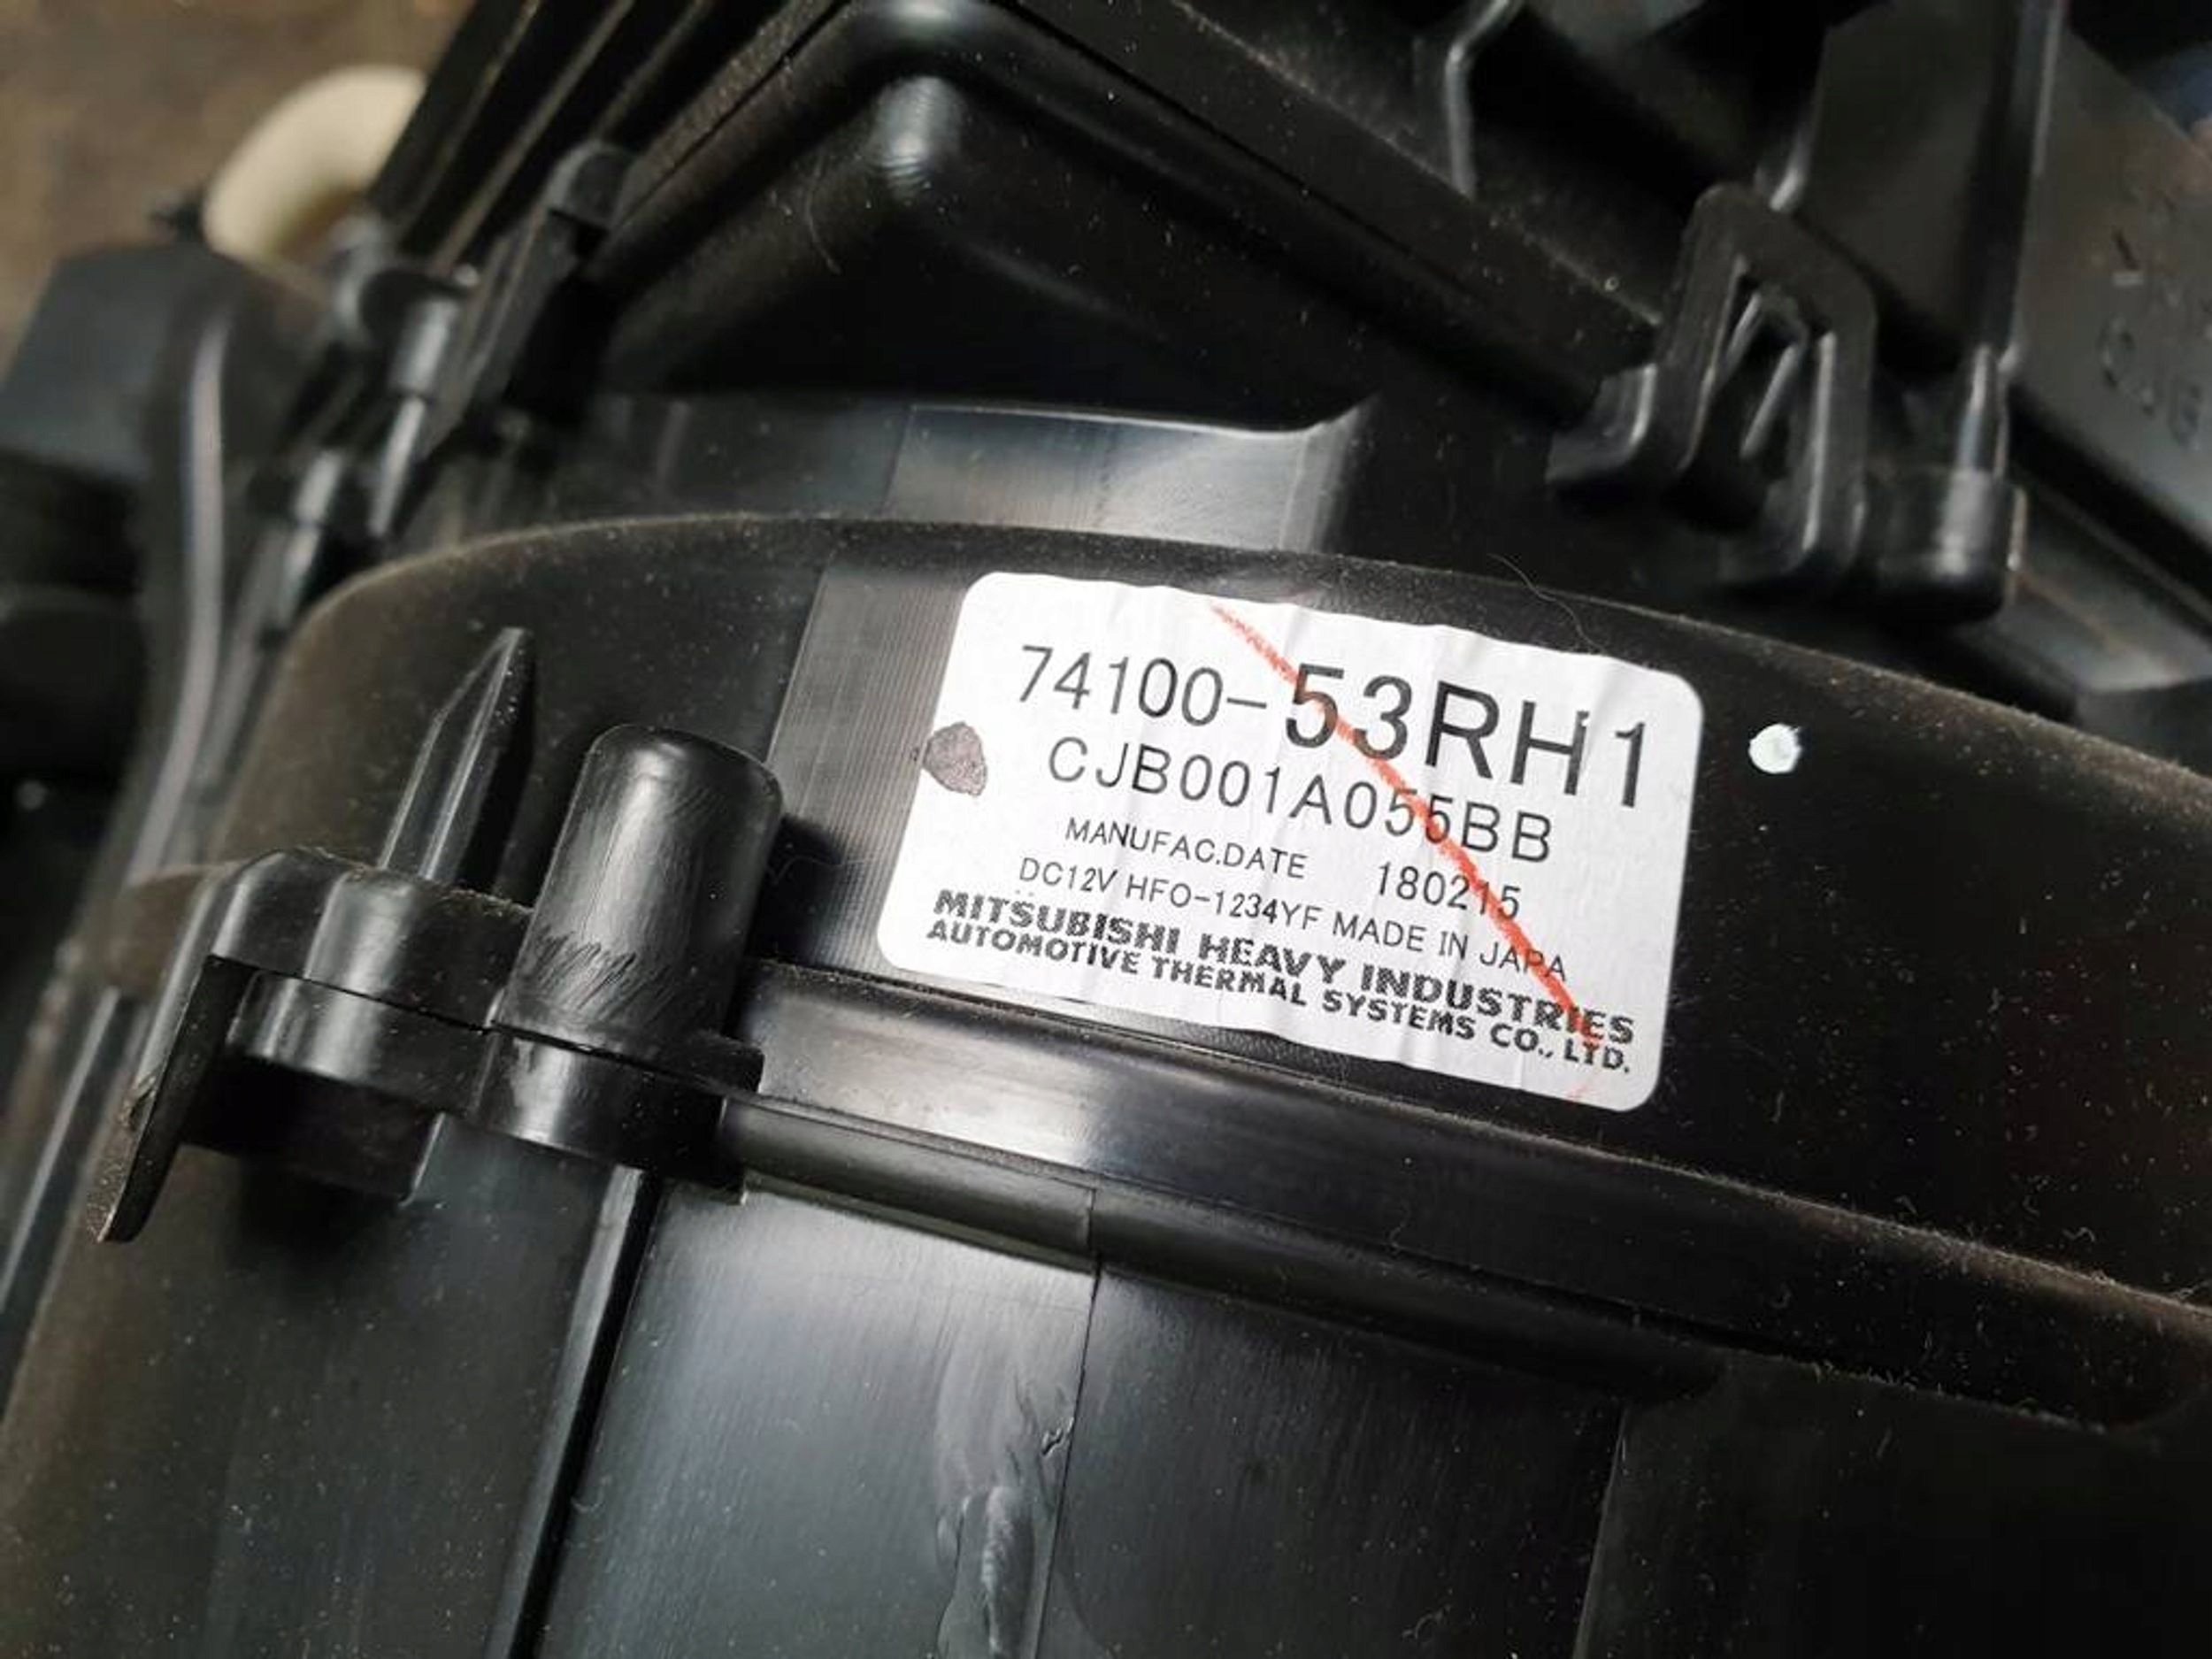 74100-53RH1
CJB001A055BB
MANUFAC.DATE 180215
DC12V HFO-1234YF MADE IN JAPA
MITSUBISHI HEAVY INDUSTRIES
AUTOMOTIVE THERMAL SYSTEMS CO., LTD.